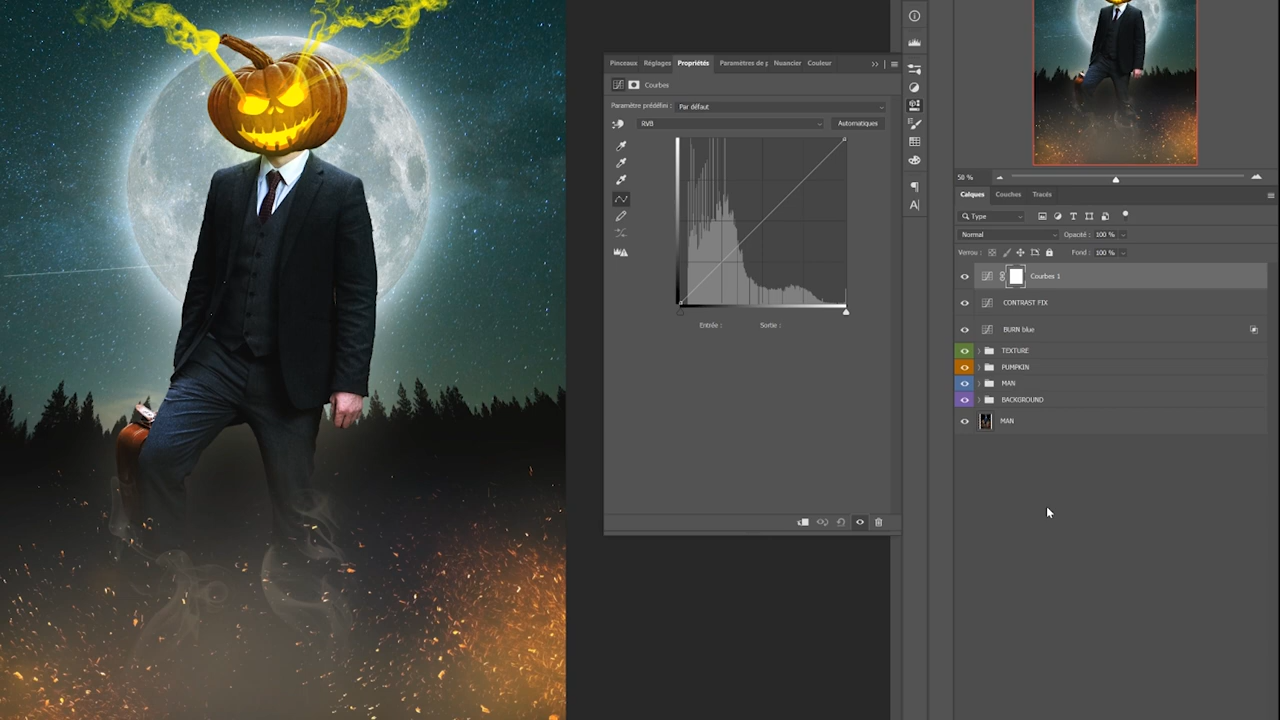 Pinceaux Réglages Propriétés Paramètres de p Nuancier Couleur
Courbes
Paramètre prédéfini : Par défaut
RVB Automatiques
Entrée : Sortie :
A
50 %
Calques Couches Tracés
Type
Normal Opacité : 100 %
Verrou : Fond : 100 %
Courbes 1
CONTRAST FIX
BURN blue
TEXTURE
PUMPKIN
MAN
BACKGROUND
MAN